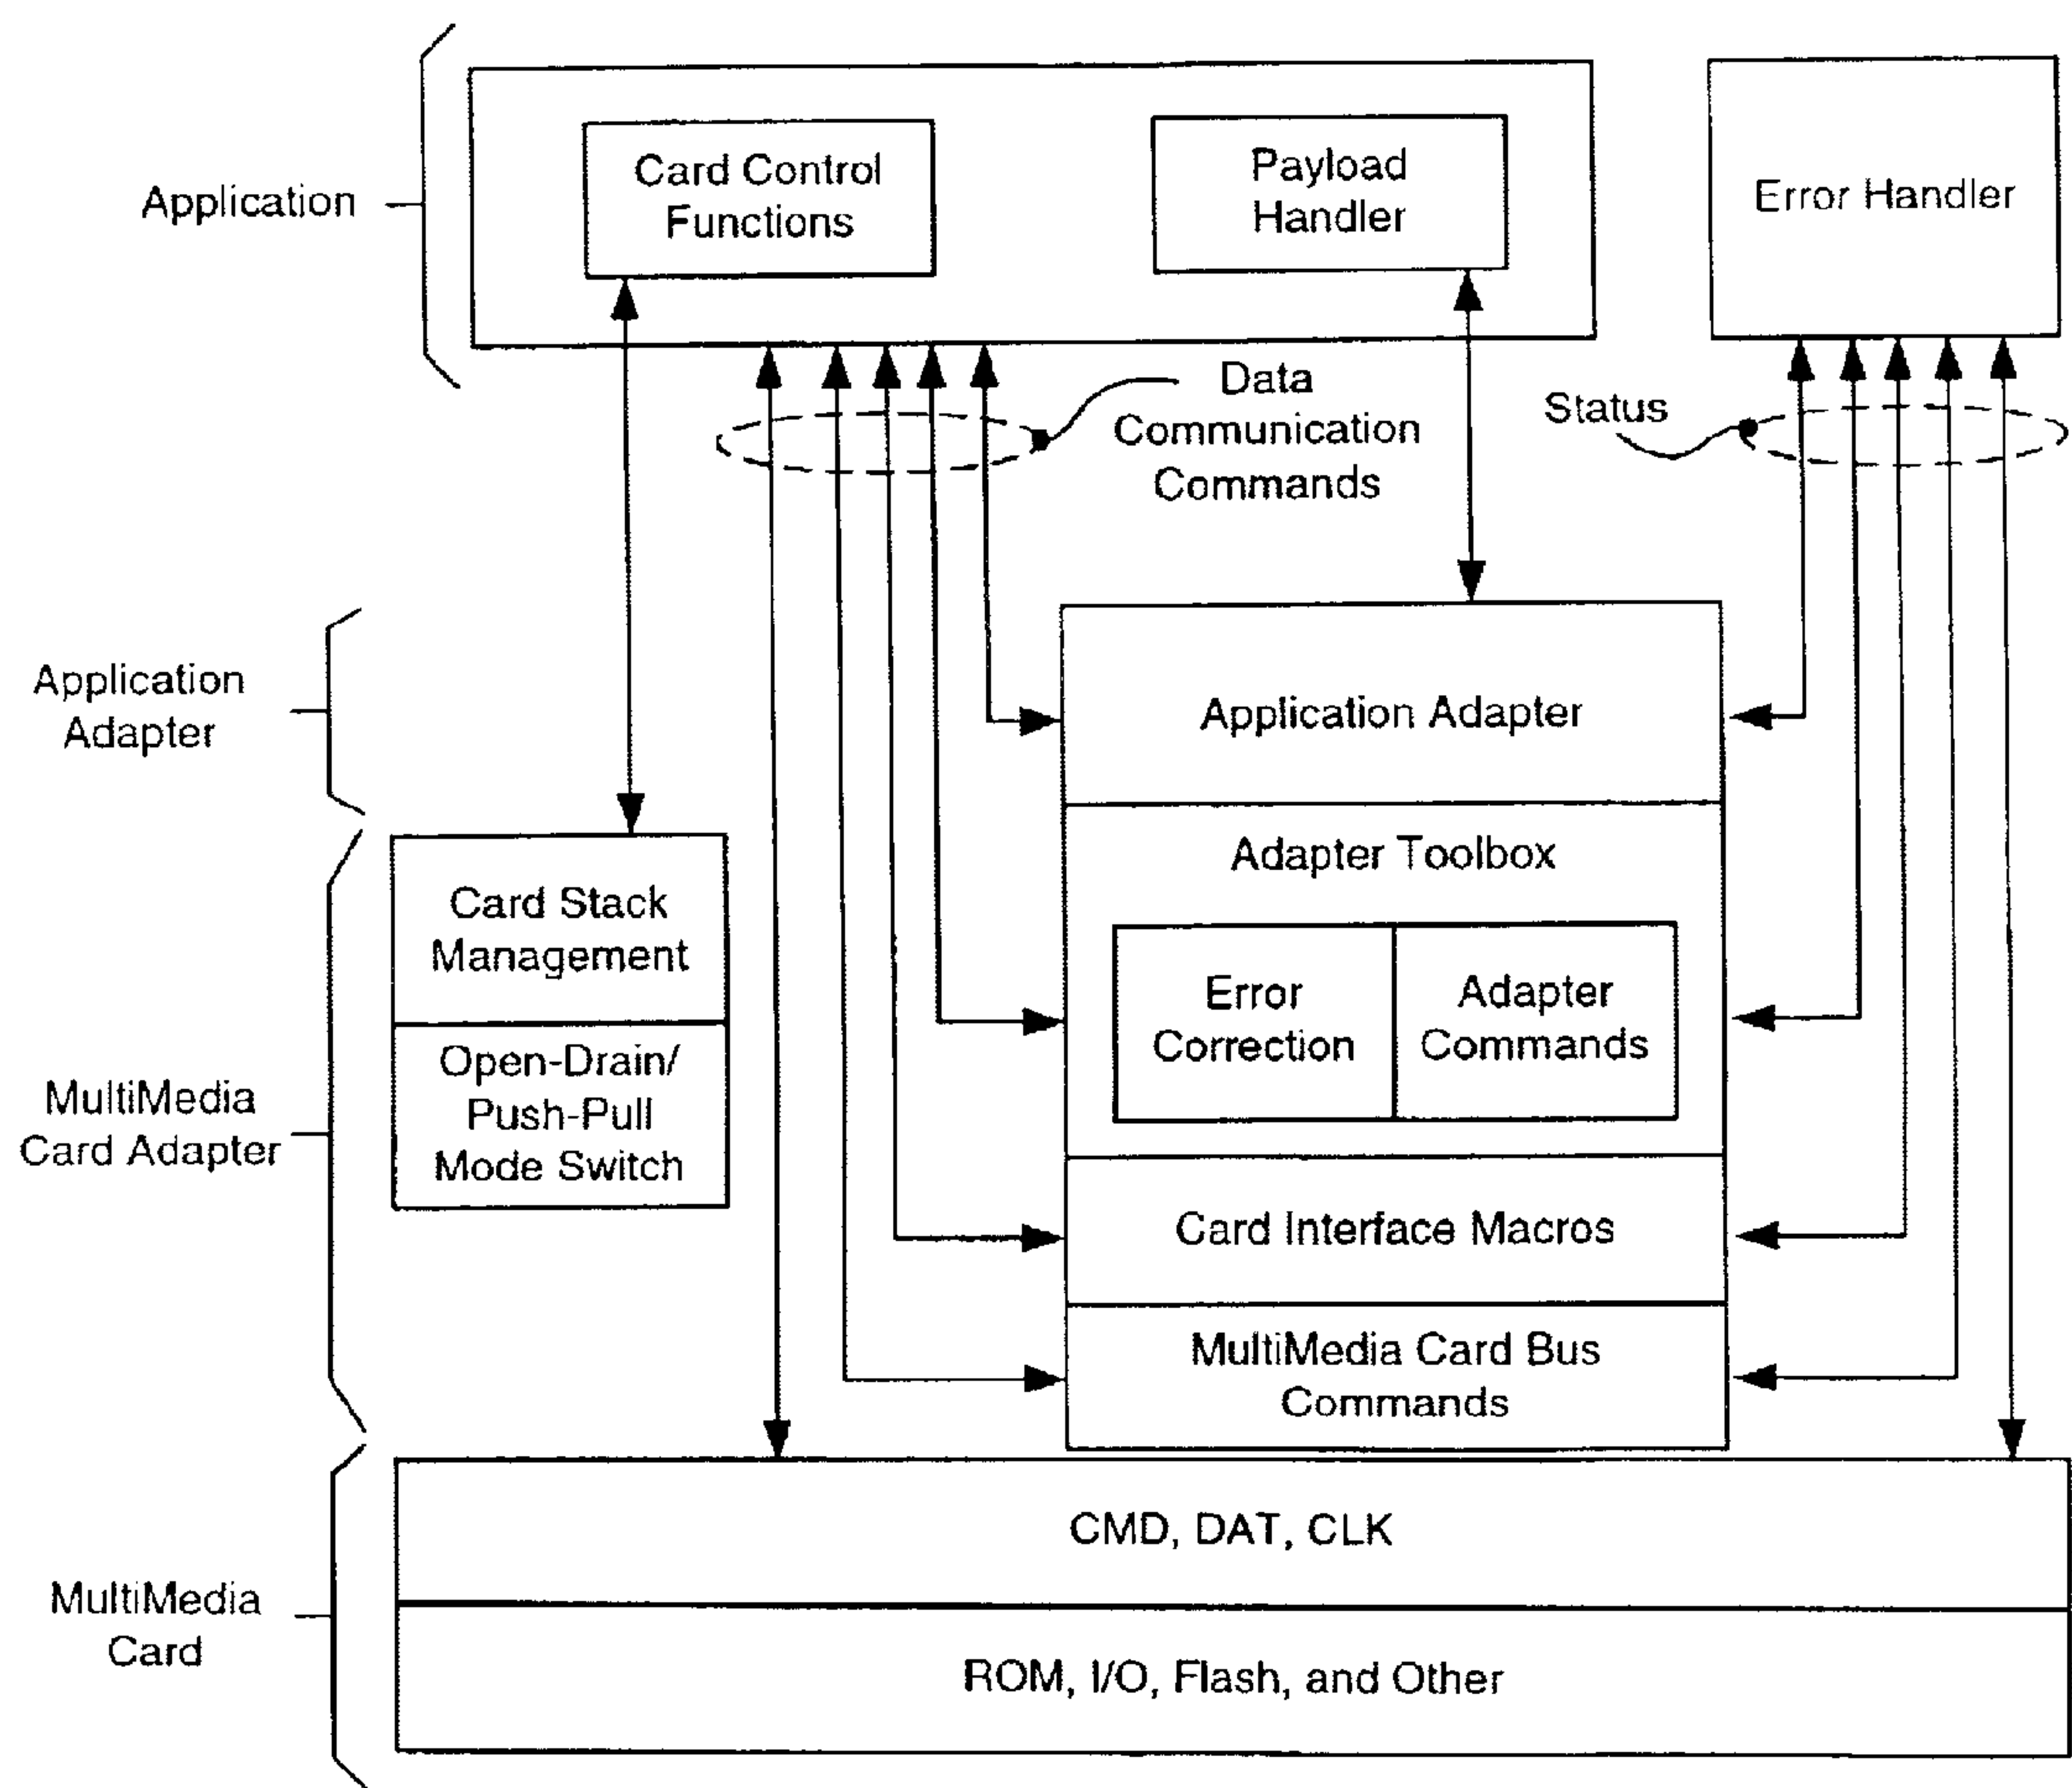 Application
Card Control
Functions
Payload
Handler
Error Handler
Data
Communication
Commands
Status
Application
Adapter
Application Adapter
Adapter Toolbox
Error
Correction
Adapter
Commands
Card Stack
Management
Open-Drain/
Push-Pull
Mode Switch
MultiMedia
Card Adapter
Card Interface Macros
MultiMedia Card Bus
Commands
MultiMedia
Card
CMD, DAT, CLK
ROM, I/O, Flash, and Other